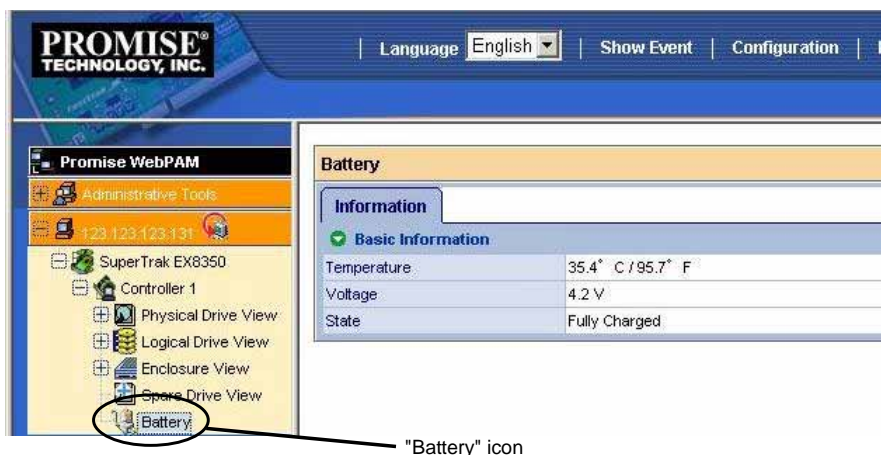 PROMISE®
TECHNOLOGY, INC.
| Language English | Show Event | Configuration |
Promise WebPAM
Administrative Tools
123.123.123.131
SuperTrak EX8350
Controller 1
Physical Drive View
Logical Drive View
Enclosure View
Spare Drive View
Battery
Battery
Information
Basic Information
Temperature 35.4° C / 95.7° F
Voltage 4.2 V
State Fully Charged
"Battery" icon